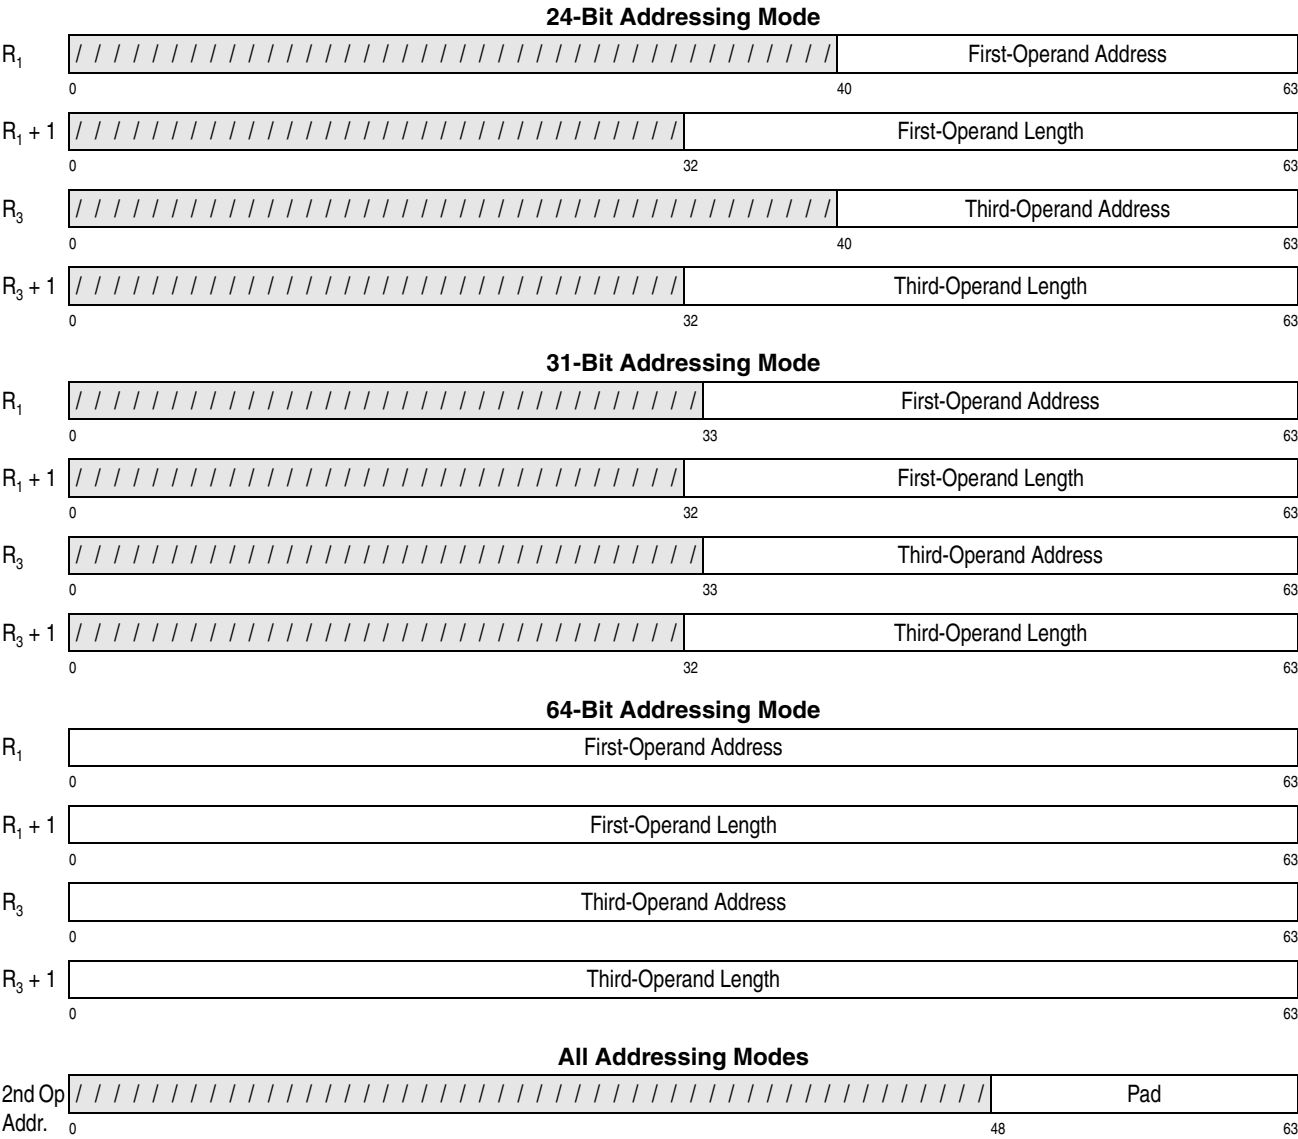 24-Bit Addressing Mode
R₁ / / / / / / / / / / / / / / / / / / / / / / / / / / / / / / / / / / / / / / / / First-Operand Address
0 40 63
R₁ + 1 / / / / / / / / / / / / / / / / / / / / / / / / / / / / / / / / First-Operand Length
0 32 63
R₃ / / / / / / / / / / / / / / / / / / / / / / / / / / / / / / / / / / / / / / / / Third-Operand Address
0 40 63
R₃ + 1 / / / / / / / / / / / / / / / / / / / / / / / / / / / / / / / / Third-Operand Length
0 32 63
31-Bit Addressing Mode
R₁ / / / / / / / / / / / / / / / / / / / / / / / / / / / / / / / / / First-Operand Address
0 33 63
R₁ + 1 / / / / / / / / / / / / / / / / / / / / / / / / / / / / / / / / First-Operand Length
0 32 63
R₃ / / / / / / / / / / / / / / / / / / / / / / / / / / / / / / / / / Third-Operand Address
0 33 63
R₃ + 1 / / / / / / / / / / / / / / / / / / / / / / / / / / / / / / / / Third-Operand Length
0 32 63
64-Bit Addressing Mode
R₁ First-Operand Address
0 63
R₁ + 1 First-Operand Length
0 63
R₃ Third-Operand Address
0 63
R₃ + 1 Third-Operand Length
0 63
All Addressing Modes
2nd Op / / / / / / / / / / / / / / / / / / / / / / / / / / / / / / / / / / / / / / / / / / / / / / / / Pad
Addr. 0 48 63